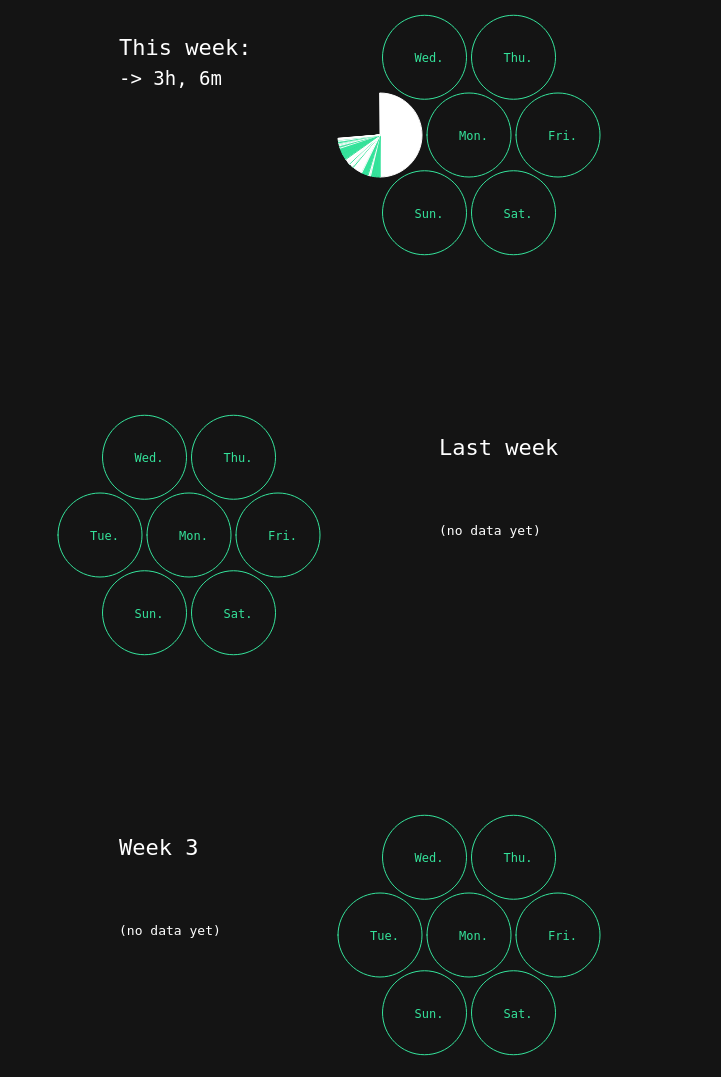 This week:
-> 3h, 6m
Wed. Thu.
Mon. Fri.
Sun. Sat.
Wed. Thu.
Tue. Mon. Fri.
Sun. Sat.
Last week
(no data yet)
Week 3
(no data yet)
Wed. Thu.
Tue. Mon. Fri.
Sun. Sat.